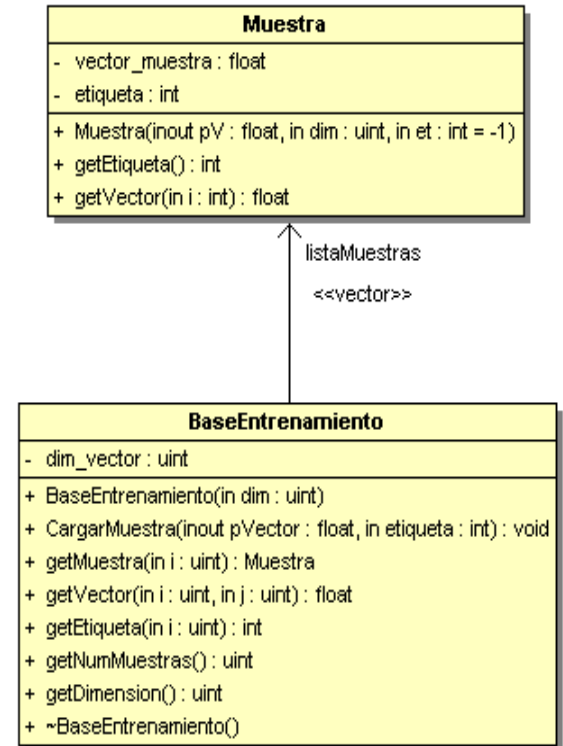 Muestra
- vector_muestra : float
- etiqueta : int
+ Muestra(inout pV : float, in dim : uint, in et : int = -1)
+ getEtiqueta() : int
+ getVector(in i : int) : float
listaMuestras
<<vector>>
BaseEntrenamiento
- dim_vector : uint
+ BaseEntrenamiento(in dim : uint)
+ CargarMuestra(inout pVector : float, in etiqueta : int) : void
+ getMuestra(in i : uint) : Muestra
+ getVector(in i : uint, in j : uint) : float
+ getEtiqueta(in i : uint) : int
+ getNumMuestras() : uint
+ getDimension() : uint
+ ~BaseEntrenamiento()